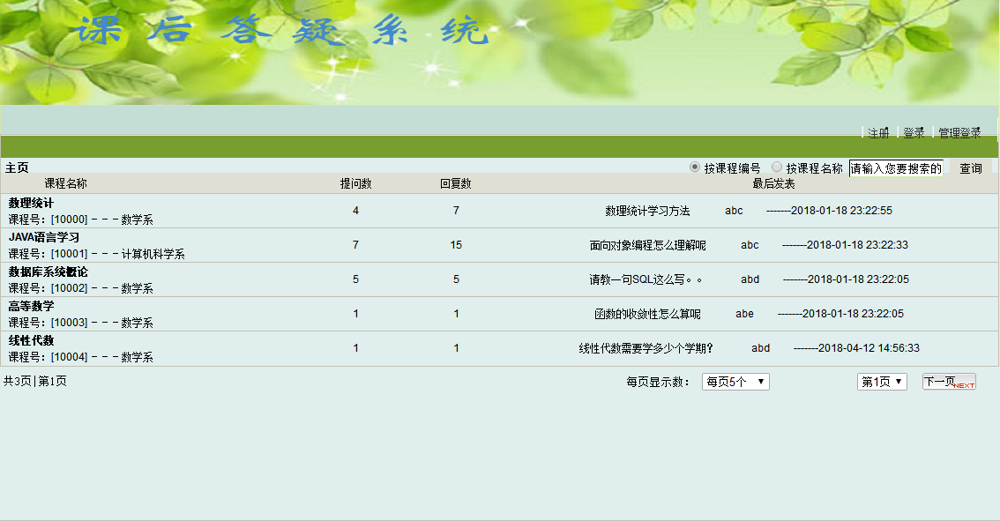 课后答疑系统
注册 登录 管理登录
主页 按课程编号 按课程名称 请输入您要搜索的 查询
课程名称 提问数 回复数 最后发表
数理统计
课程号：[10000]－－－数学系 4 7 数理统计学习方法 abc -------2018-01-18 23:22:55
JAVA语言学习
课程号：[10001]－－－计算机科学系 7 15 面向对象编程怎么理解呢 abc -------2018-01-18 23:22:33
数据库系统概论
课程号：[10002]－－－数学系 5 5 请教一句SQL这么写。。 abd -------2018-01-18 23:22:05
高等数学
课程号：[10003]－－－数学系 1 1 函数的收敛性怎么算呢 abe -------2018-01-18 23:22:05
线性代数
课程号：[10004]－－－数学系 1 1 线性代数需要学多少个学期？ abd -------2018-04-12 14:56:33
共3页|第1页 每页显示数： 每页5个 第1页 下一页 NEXT